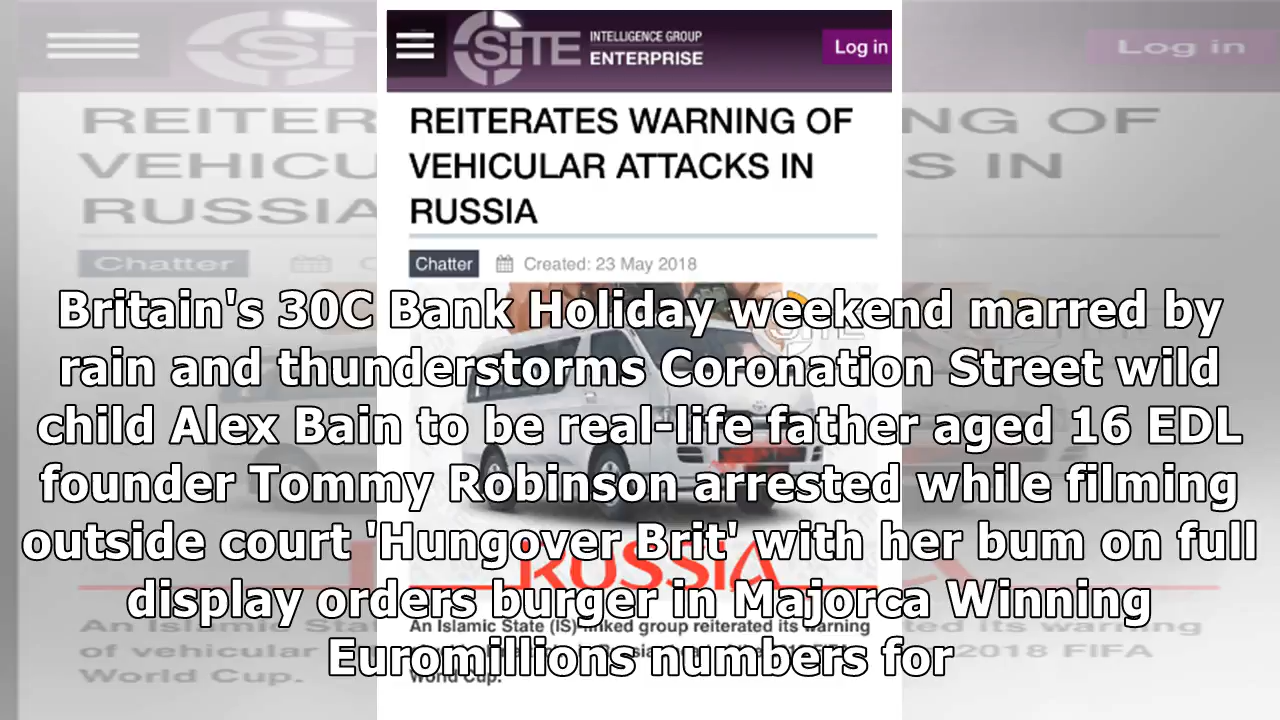 SITE INTELLIGENCE GROUP ENTERPRISE
Log in
REITERATES WARNING OF
VEHICULAR ATTACKS IN
RUSSIA
Chatter Created: 23 May 2018
Britain's 30C Bank Holiday weekend marred by
rain and thunderstorms Coronation Street wild
child Alex Bain to be real-life father aged 16 EDL
founder Tommy Robinson arrested while filming
outside court 'Hungover Brit' with her bum on full
display orders burger in Majorca Winning
Euromillions numbers for
RUSSIA
An Islamic State (IS)-linked group reiterated its warning
World Cup.